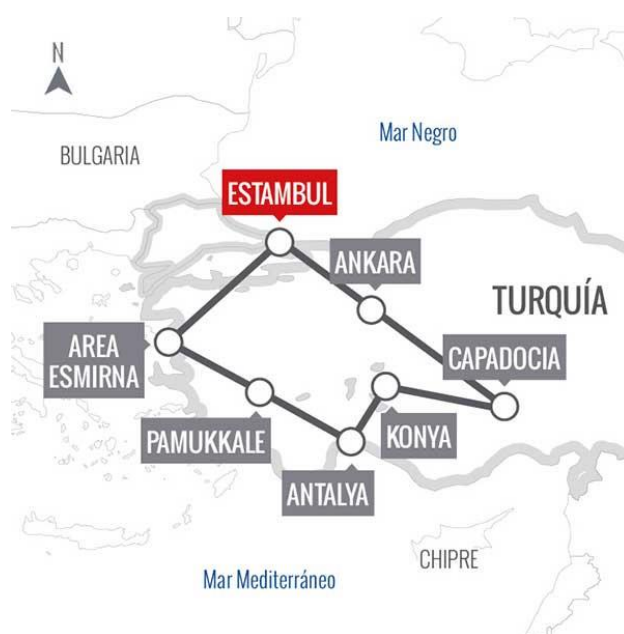 N
Mar Negro
BULGARIA
ESTAMBUL
ANKARA
TURQUÍA
AREA
ESMIRNA
CAPADOCIA
PAMUKKALE
KONYA
ANTALYA
CHIPRE
Mar Mediterráneo